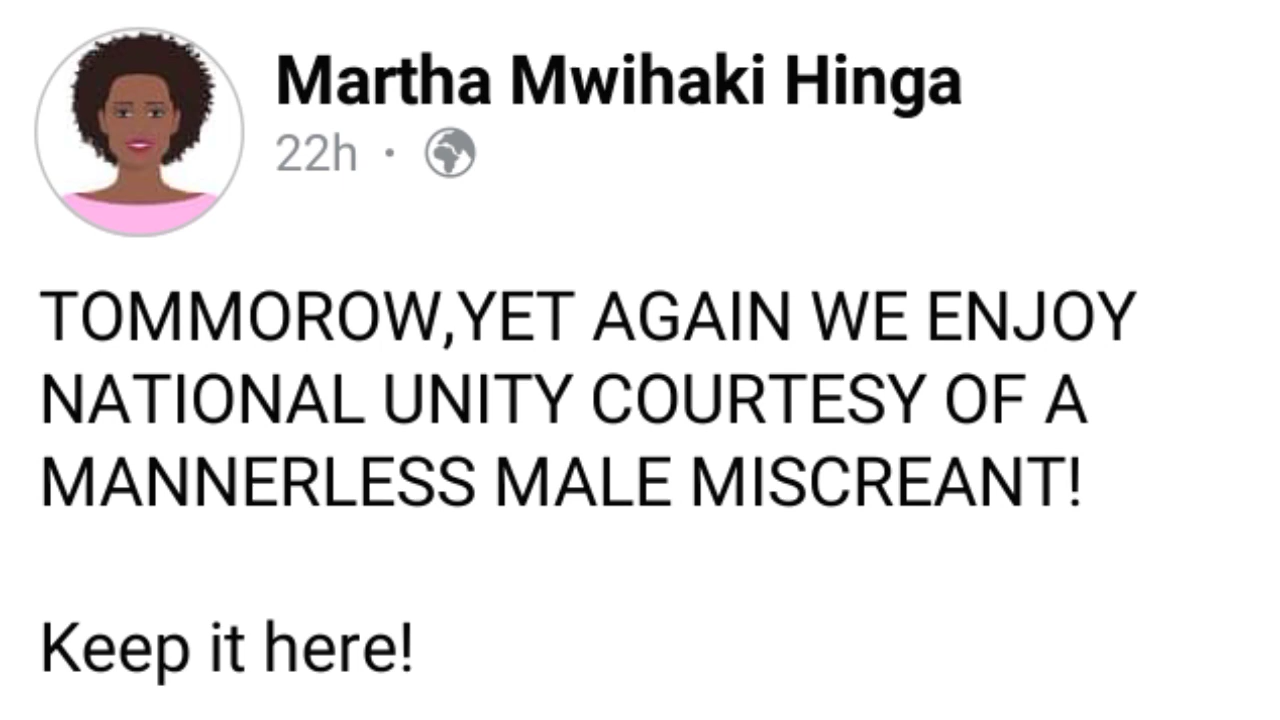 Martha Mwihaki Hinga
22h ·
TOMMOROW,YET AGAIN WE ENJOY
NATIONAL UNITY COURTESY OF A
MANNERLESS MALE MISCREANT!
Keep it here!